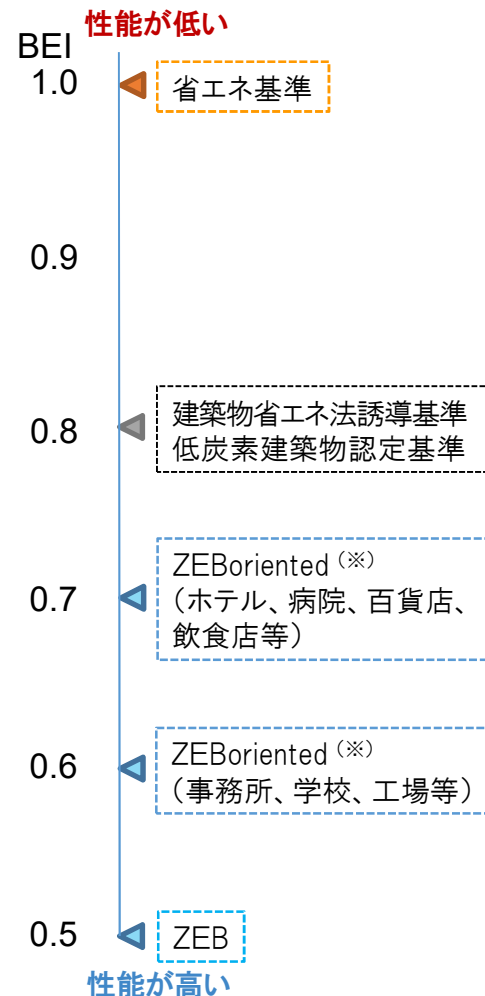 性能が低い
BEI
1.0
省エネ基準
0.9
0.8
建築物省エネ法誘導基準
低炭素建築物認定基準
0.7
ZEBoriented（※）
（ホテル、病院、百貨店、
飲食店等）
0.6
ZEBoriented（※）
（事務所、学校、工場等）
0.5
ZEB
性能が高い